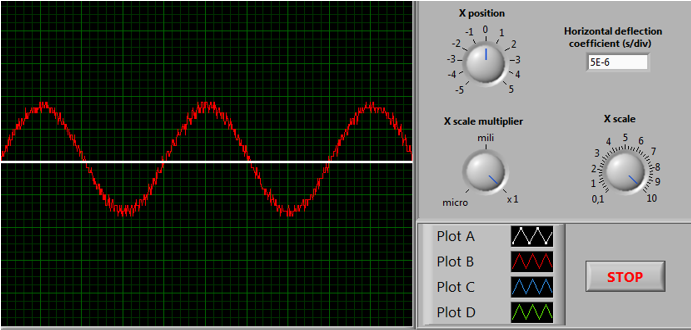 X position
-5 -4 -3 -2 -1 0 1 2 3 4 5
Horizontal deflection
coefficient (s/div)
5E-6
X scale multiplier
micro mili x 1
X scale
0,1 1 2 3 4 5 6 7 8 9 10
Plot A
Plot B
Plot C
Plot D
STOP